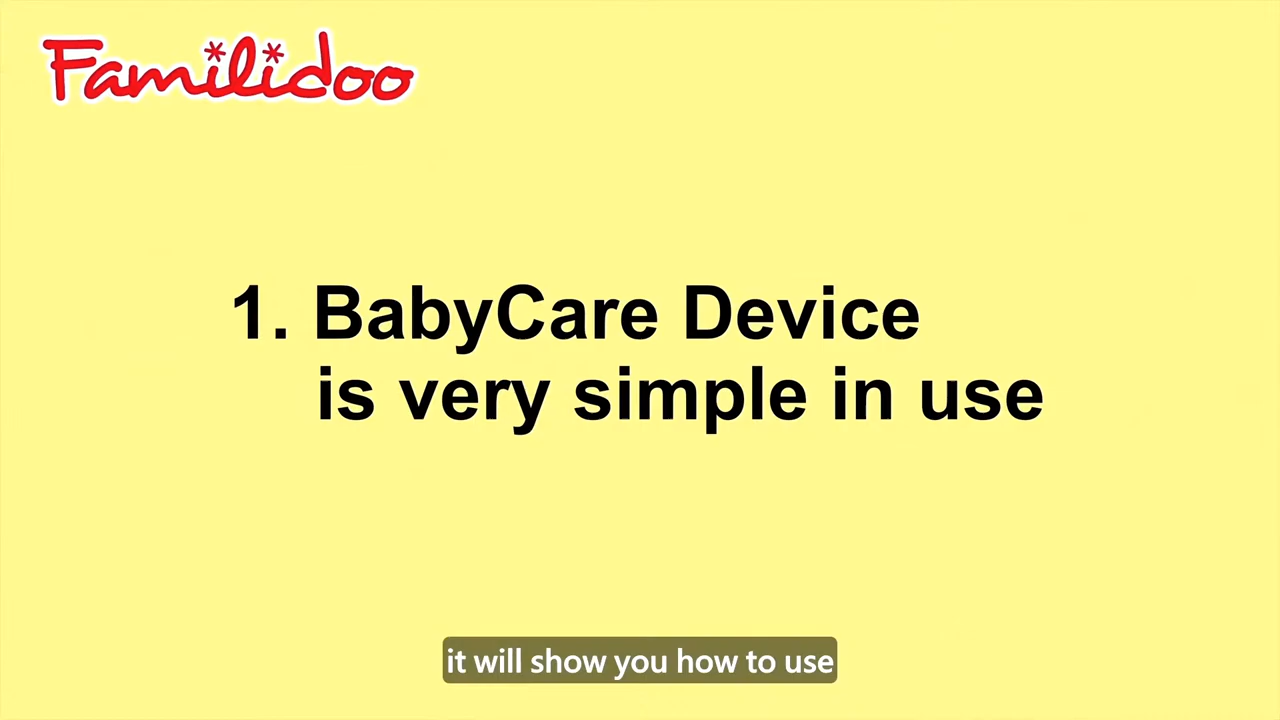 Familidoo
1. BabyCare Device
is very simple in use
it will show you how to use